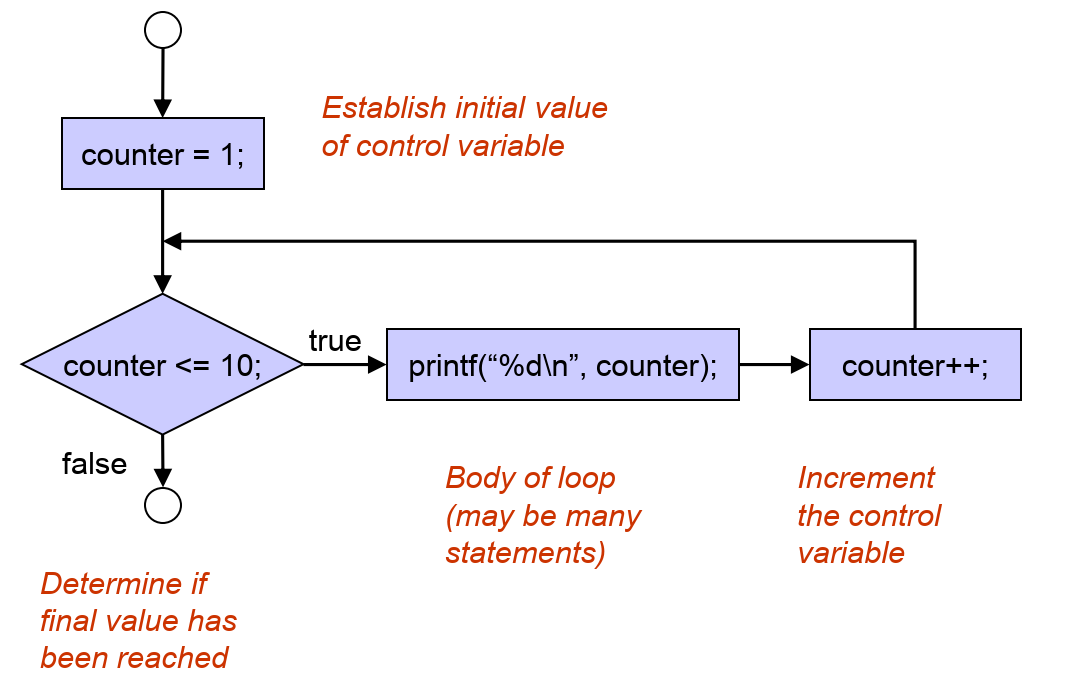 Establish initial value
of control variable
counter = 1;
counter <= 10;
true
printf(“%d\n”, counter);
counter++;
false
Body of loop
(may be many
statements)
Increment
the control
variable
Determine if
final value has
been reached